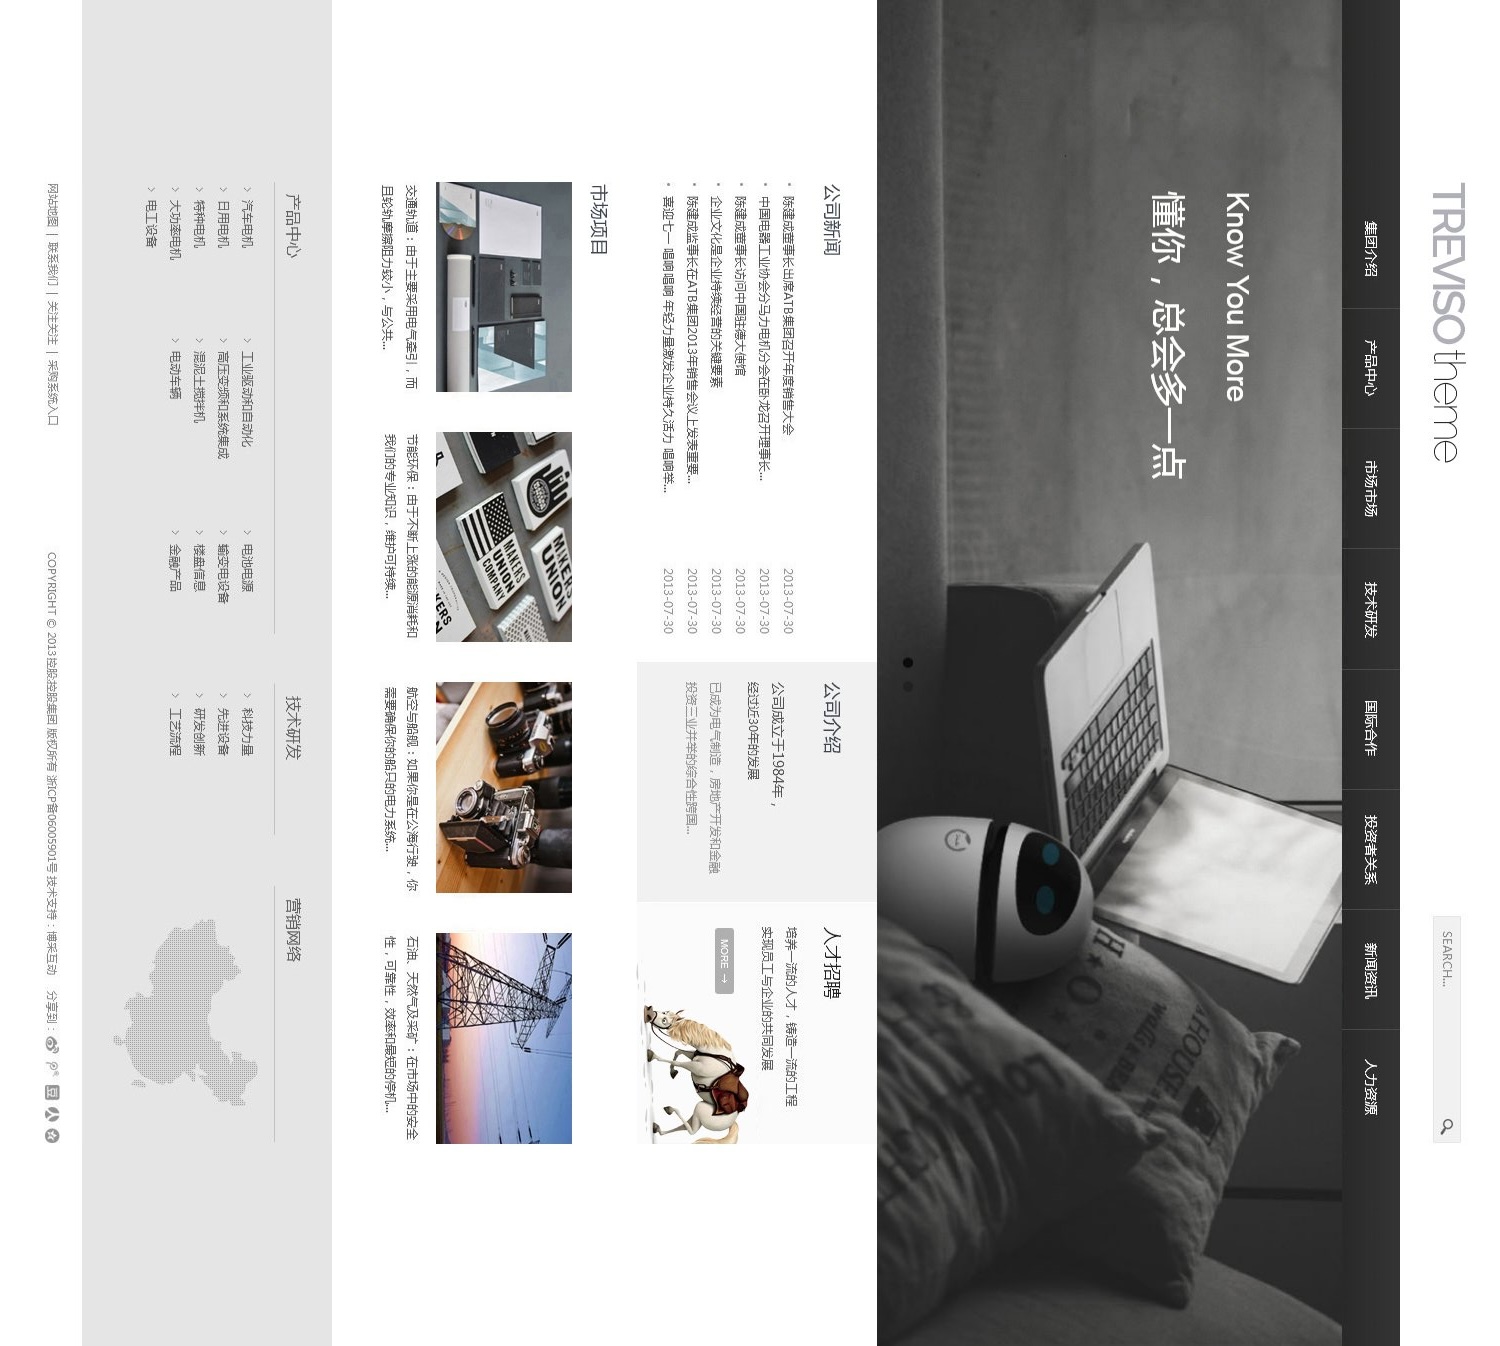 TREVISO theme
SEARCH...
集团介绍
产品中心
市场市场
技术研发
国际合作
投资者关系
新闻资讯
人力资源
Know You More
懂你，总会多一点
公司新闻
陈建成董事长出席ATB集团召开年度销售大会
2013-07-30
中国电器工业协会分马力电机分会在卧龙召开理事长...
2013-07-30
陈建成董事长访问中国驻德大使馆
2013-07-30
企业文化是企业持续经营的关键要素
2013-07-30
陈建成监事长在ATB集团2013年销售会议上发表重要...
2013-07-30
喜迎七一 唱响唱响 年轻力量激发企业持久活力 唱响举...
2013-07-30
公司介绍
公司成立于1984年，
经过近30年的发展
已成为电气制造，房地产开发和金融
投资三业并举的综合性跨国...
人才招聘
培养一流的人才，铸造一流的工程
实现员工与企业的共同发展
MORE →
市场项目
MAKERS
UNION
COMPANY
MAKERS
UNION
交通轨道：由于主要采用电气牵引，而
且轮轨摩擦阻力较小，与公共...
节能环保：由于不断上涨的能源消耗和
我们的专业知识，维护可持续...
航空与船舰：如果你是在公海行驶，你
需要确保你的船只的电力系统...
石油、天然气及采矿：在市场中的安全
性，可靠性，效率和最短的停机...
产品中心
汽车电机
日用电机
特种电机
大功率电机
电工设备
工业驱动和自动化
高压变频和系统集成
混泥土搅拌机
电动车辆
电池电源
输变电设备
楼盘信息
金融产品
技术研发
科技力量
先进设备
研发创新
工艺流程
营销网络
网站地图 | 联系我们 | 关注关注 | 采购系统入口
COPYRIGHT © 2013控股控股集团 版权所有 浙ICP备06005901号 技术支持：博采互动
分享到：